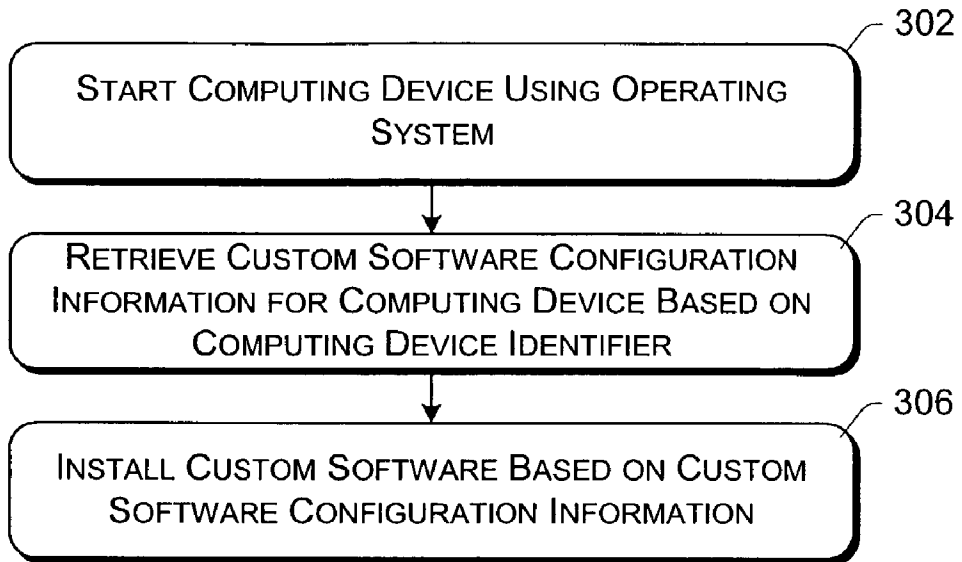 302
START COMPUTING DEVICE USING OPERATING
SYSTEM
304
RETRIEVE CUSTOM SOFTWARE CONFIGURATION
INFORMATION FOR COMPUTING DEVICE BASED ON
COMPUTING DEVICE IDENTIFIER
306
INSTALL CUSTOM SOFTWARE BASED ON CUSTOM
SOFTWARE CONFIGURATION INFORMATION